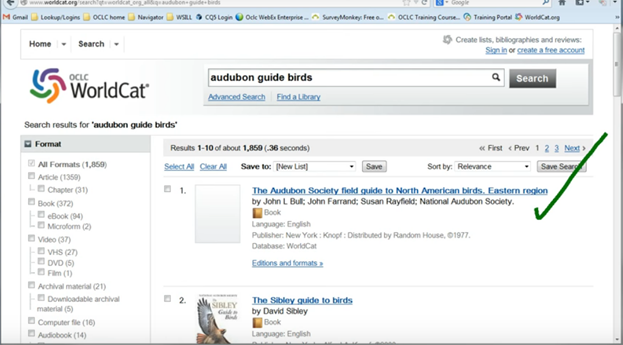 www.worldcat.org/search?qt=worldcat_org_all&q=audubon+guide+birds
Google
Gmail Lookup/Logins OCLC home Navigator WSILL CQ5 Login OCLC WebEx Enterprise ... SurveyMonkey: Free o... OCLC Training Course... Training Portal WorldCat.org
Home Search
Create lists, bibliographies and reviews:
Sign in or create a free account
OCLC
WorldCat®
audubon guide birds
Search
Advanced Search Find a Library
Search results for 'audubon guide birds'
Format
All Formats (1,859)
Article (1359)
Chapter (31)
Book (372)
eBook (94)
Microform (2)
Video (37)
VHS (27)
DVD (5)
Film (1)
Archival material (21)
Downloadable archival
material (5)
Computer file (16)
Audiobook (14)
Results 1-10 of about 1,859 (.36 seconds)
« First < Prev 1 2 3 Next >
Select All Clear All Save to: [New List] Save Sort by: Relevance Save Search
1.
The Audubon Society field guide to North American birds. Eastern region
by John L Bull; John Farrand; Susan Rayfield; National Audubon Society.
Book
Language: English
Publisher: New York : Knopf : Distributed by Random House, ©1977.
Database: WorldCat
Editions and formats »
2.
SIBLEY
Guide to
Birds
The Sibley guide to birds
by David Sibley
Book
Language: English